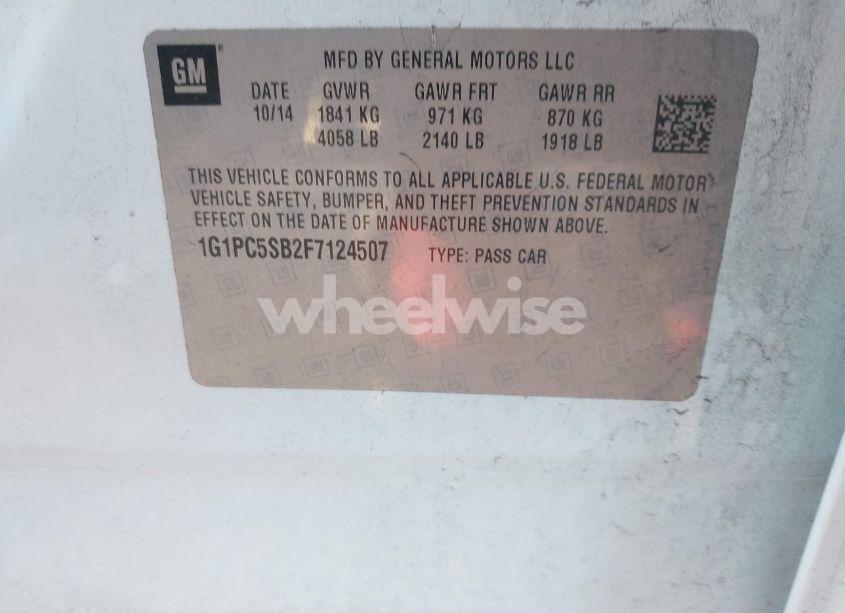 GM
MFD BY GENERAL MOTORS LLC
DATE GVWR GAWR FRT GAWR RR
10/14 1841 KG 971 KG 870 KG
4058 LB 2140 LB 1918 LB
THIS VEHICLE CONFORMS TO ALL APPLICABLE U.S. FEDERAL MOTOR
VEHICLE SAFETY, BUMPER, AND THEFT PREVENTION STANDARDS IN
EFFECT ON THE DATE OF MANUFACTURE SHOWN ABOVE.
1G1PC5SB2F7124507 TYPE: PASS CAR
wheelwise